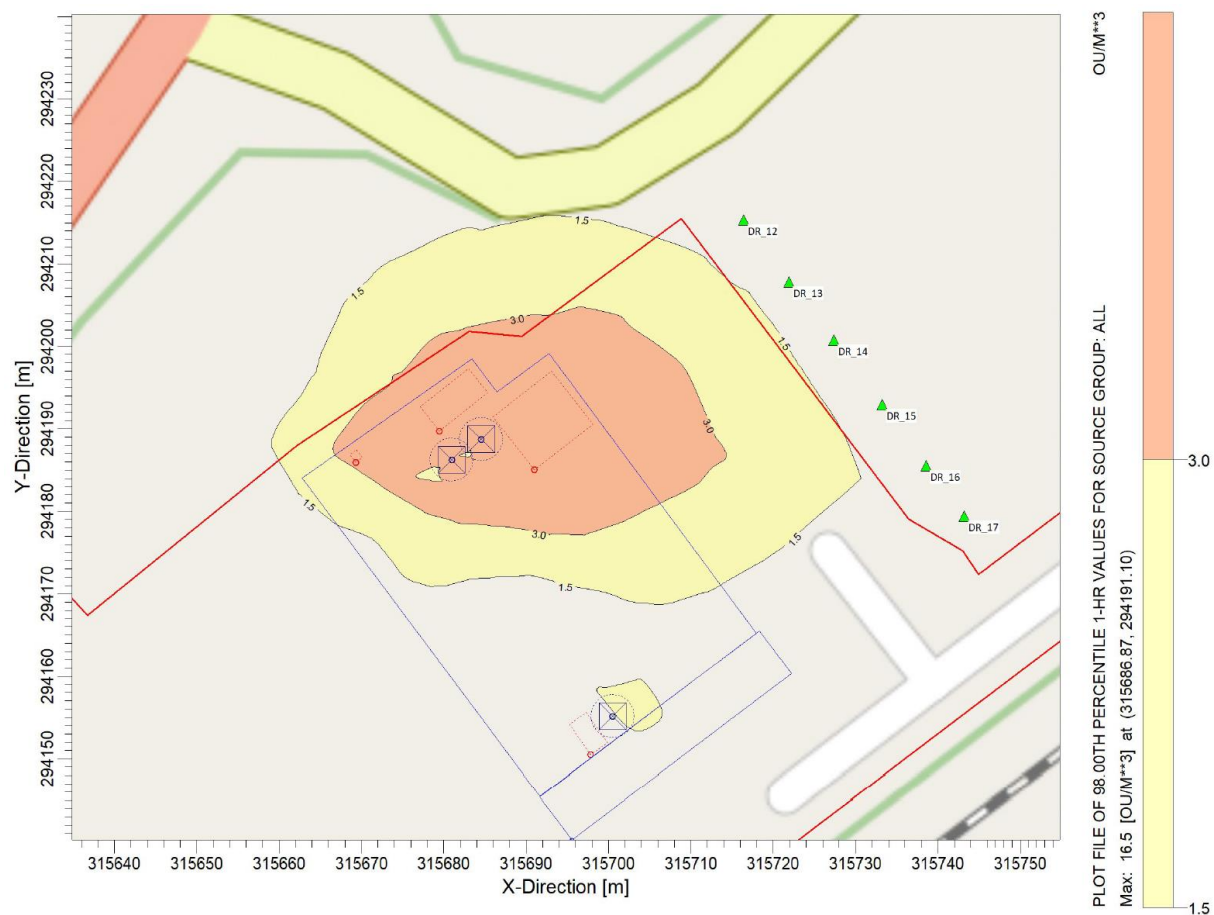 OU/M**3
PLOT FILE OF 98.00TH PERCENTILE 1-HR VALUES FOR SOURCE GROUP: ALL
Max: 16.5 [OU/M**3] at (315686.87, 294191.10)
3.0
1.5
Y-Direction [m]
294230
294220
294210
294200
294190
294180
294170
294160
294150
1.5
1.5
3.0
1.5
3.0
1.5
3.0
1.5
1.5
DR_12
DR_13
DR_14
DR_15
DR_16
DR_17
315640 315650 315660 315670 315680 315690 315700 315710 315720 315730 315740 315750
X-Direction [m]